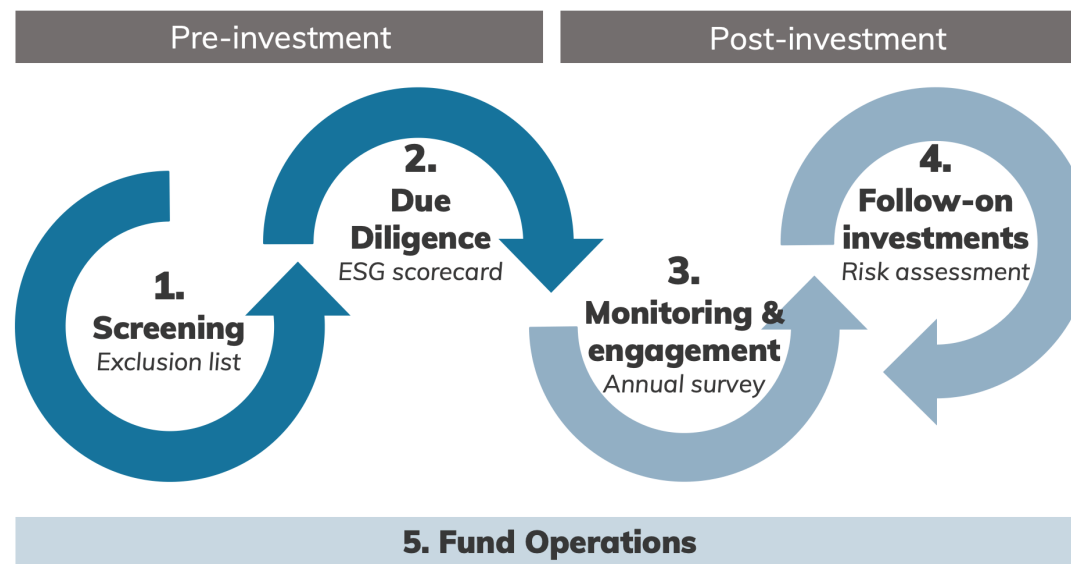 Pre-investment
Post-investment
1.
Screening
Exclusion list
2.
Due
Diligence
ESG scorecard
3.
Monitoring &
engagement
Annual survey
4.
Follow-on
investments
Risk assessment
5. Fund Operations